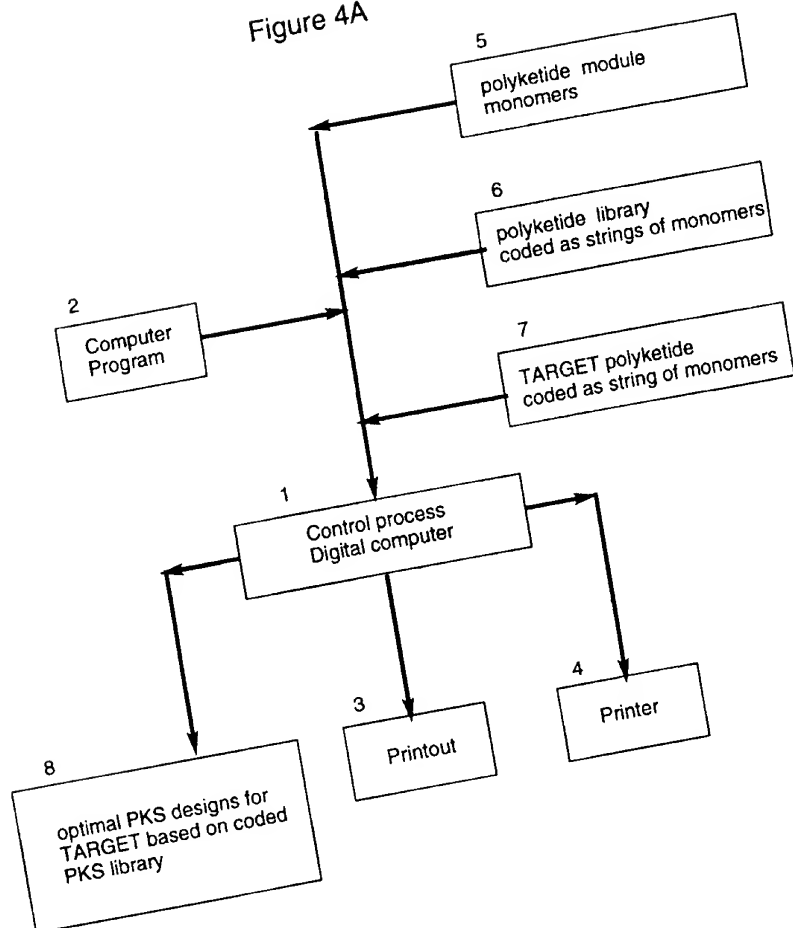 Figure 4A
5
polyketide module
monomers
6
polyketide library
coded as strings of monomers
2
Computer
Program
7
TARGET polyketide
coded as string of monomers
1
Control process
Digital computer
3
Printout
4
Printer
8
optimal PKS designs for
TARGET based on coded
PKS library